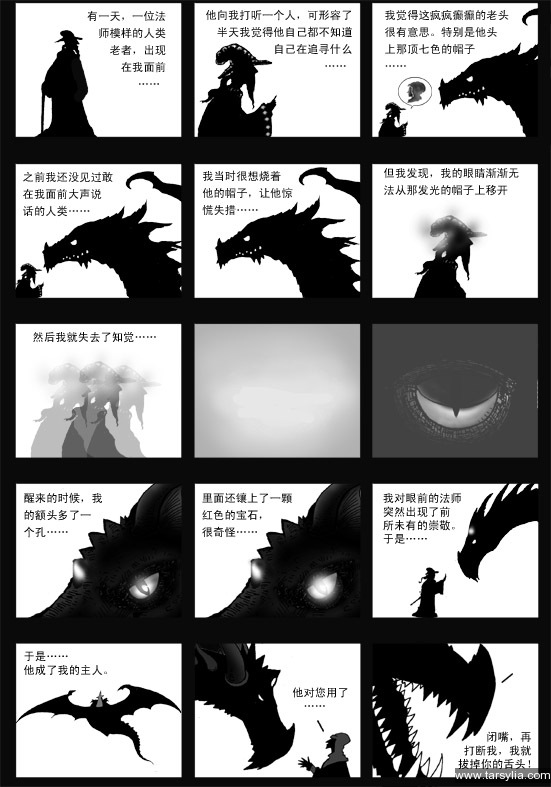 有一天，一位法
师模样的人类
老者，出现
在我面前
……
他向我打听一个人，可形容了
半天我觉得他自己都不知道
自己在追寻什么
……
我觉得这疯疯癫癫的老头
很有意思。特别是他头
上那顶七色的帽子
……
之前我还没见过敢
在我面前大声说
话的人类……
我当时很想烧着
他的帽子，让他惊
慌失措……
但我发现，我的眼睛渐渐无
法从那发光的帽子上移开
然后我就失去了知觉……
醒来的时候，我
的额头多了一
个孔……
里面还镶上了一颗
红色的宝石，
很奇怪……
我对眼前的法师
突然出现了前
所未有的崇敬。
于是……
于是……
他成了我的主人。
他对您用了
……
闭嘴，再
打断我，我就
拔掉你的舌头！
www.tarsylia.com